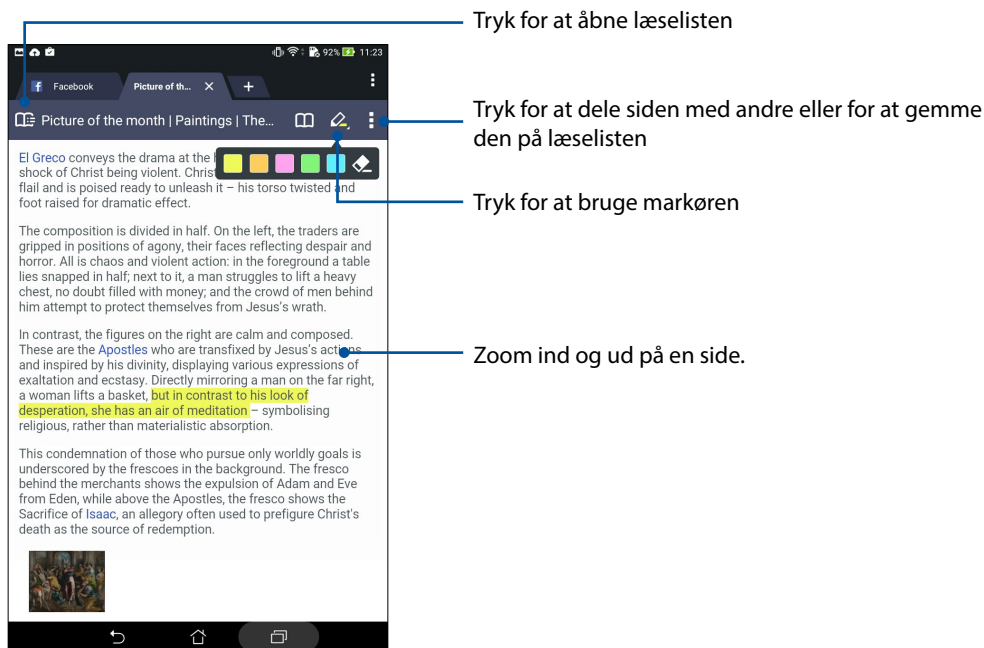 Tryk for at åbne læselisten
92% 11:23
Facebook
Picture of th...
Picture of the month | Paintings | The...
Tryk for at dele siden med andre eller for at gemme
den på læselisten
El Greco conveys the drama at the
shock of Christ being violent. Christ
flail and is poised ready to unleash it – his torso twisted and
foot raised for dramatic effect.
Tryk for at bruge markøren
The composition is divided in half. On the left, the traders are
gripped in positions of agony, their faces reflecting despair and
horror. All is chaos and violent action: in the foreground a table
lies snapped in half; next to it, a man struggles to lift a heavy
chest, no doubt filled with money; and the crowd of men behind
him attempt to protect themselves from Jesus's wrath.
In contrast, the figures on the right are calm and composed.
These are the Apostles who are transfixed by Jesus's actions
and inspired by his divinity, displaying various expressions of
exaltation and ecstasy. Directly mirroring a man on the far right,
a woman lifts a basket, but in contrast to his look of
desperation, she has an air of meditation – symbolising
religious, rather than materialistic absorption.
Zoom ind og ud på en side.
This condemnation of those who pursue only worldly goals is
underscored by the frescoes in the background. The fresco
behind the merchants shows the expulsion of Adam and Eve
from Eden, while above the Apostles, the fresco shows the
Sacrifice of Isaac, an allegory often used to prefigure Christ's
death as the source of redemption.